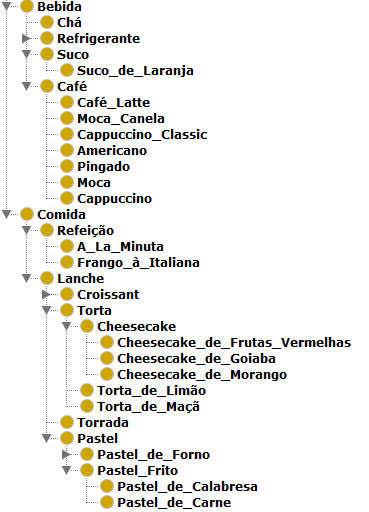 Bebida
Chá
Refrigerante
Suco
Suco_de_Laranja
Café
Café_Latte
Moca_Canela
Cappuccino_Classic
Americano
Pingado
Moca
Cappuccino
Comida
Refeição
A_La_Minuta
Frango_à_Italiana
Lanche
Croissant
Torta
Cheesecake
Cheesecake_de_Frutas_Vermelhas
Cheesecake_de_Goiaba
Cheesecake_de_Morango
Torta_de_Limão
Torta_de_Maçã
Torrada
Pastel
Pastel_de_Forno
Pastel_Frito
Pastel_de_Calabresa
Pastel_de_Carne